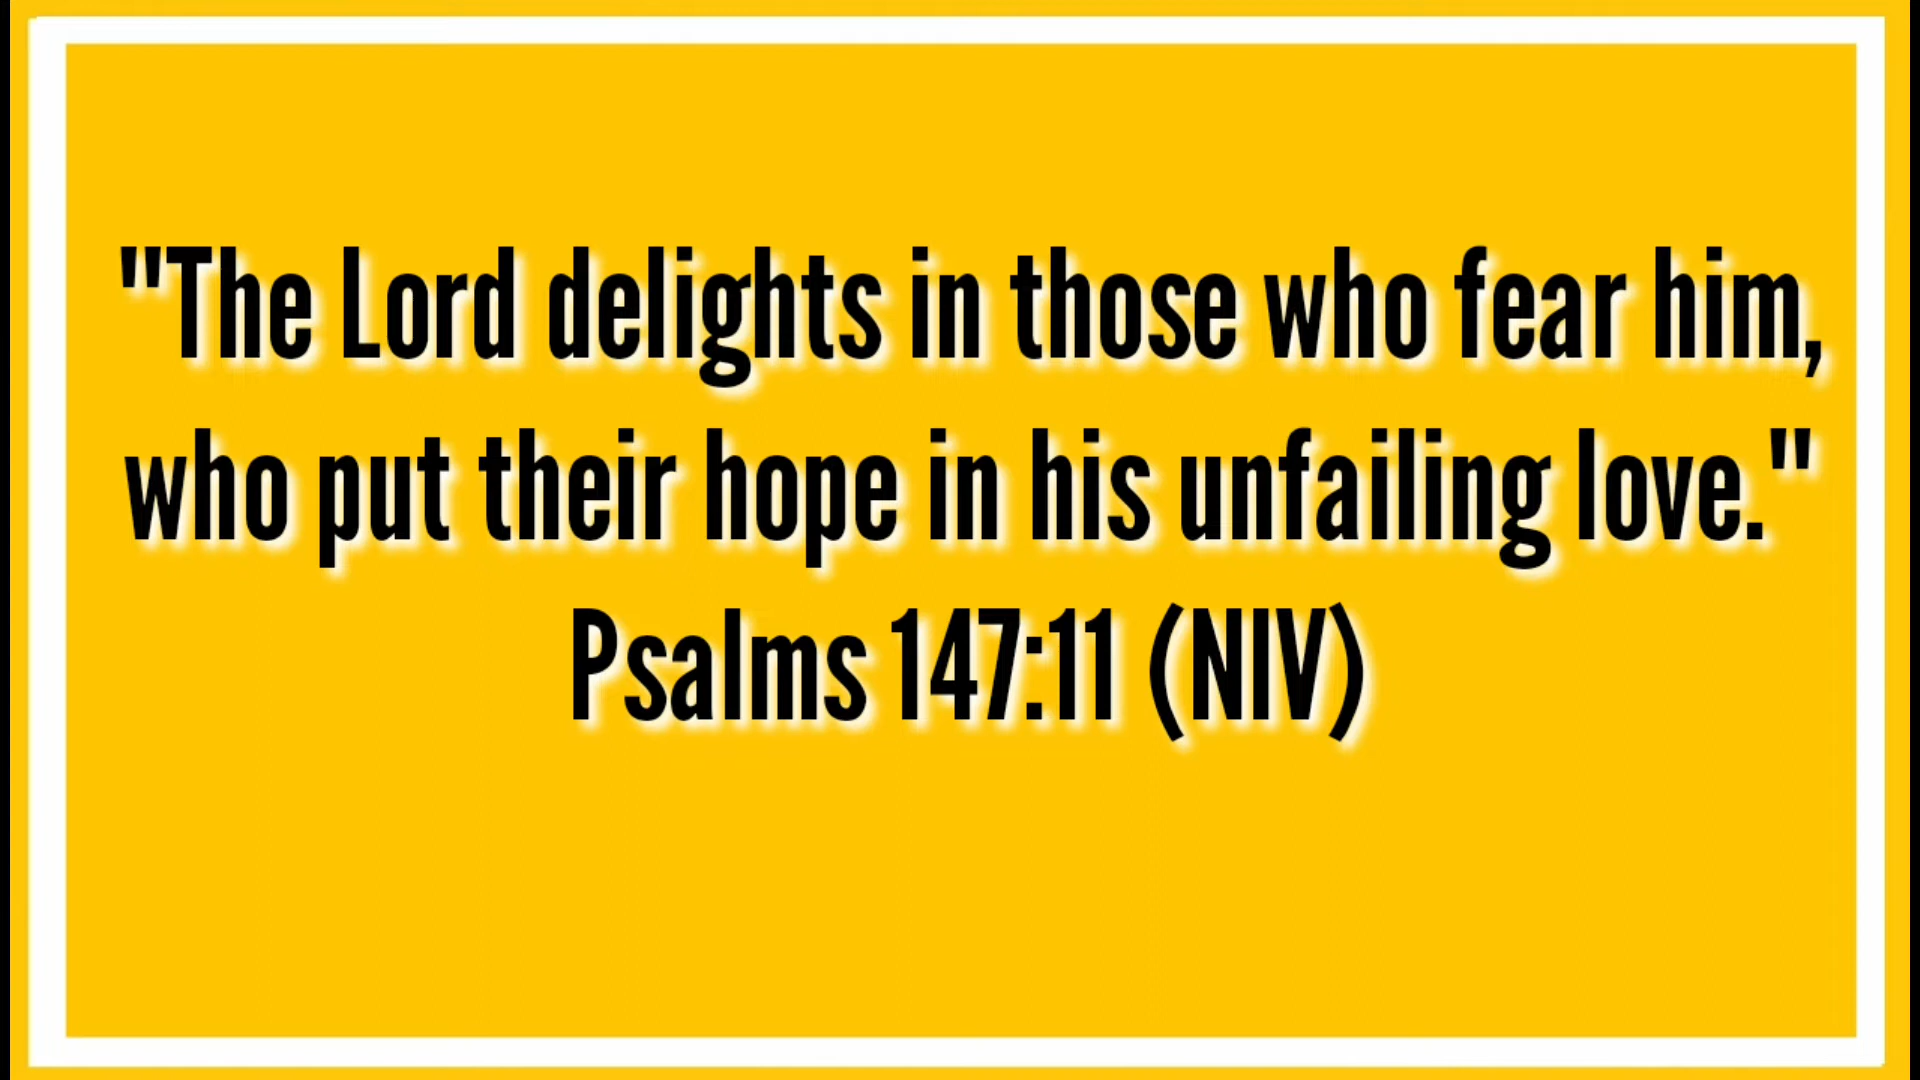 "The Lord delights in those who fear him,
who put their hope in his unfailing love."
Psalms 147:11 (NIV)